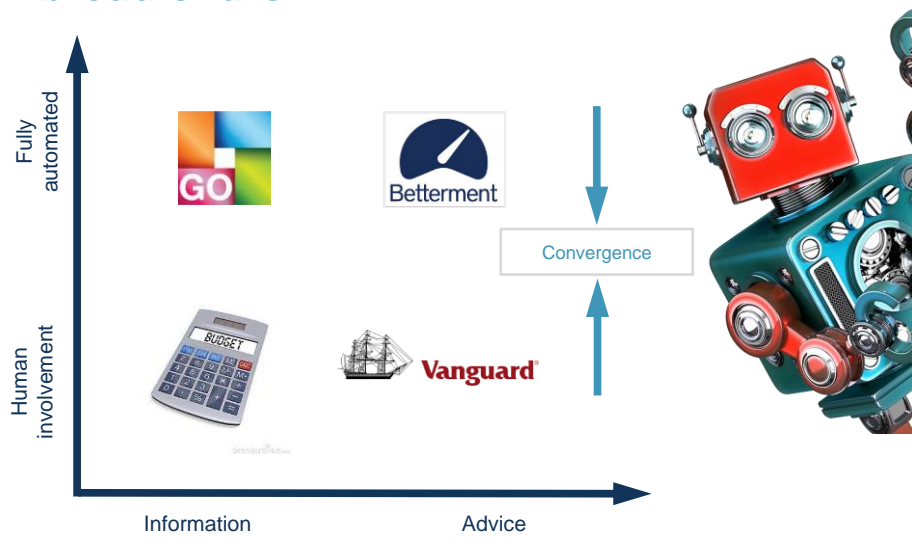 Fully
automated
GO
Betterment
Convergence
BUDGET
Human
involvement
Vanguard
Information
Advice